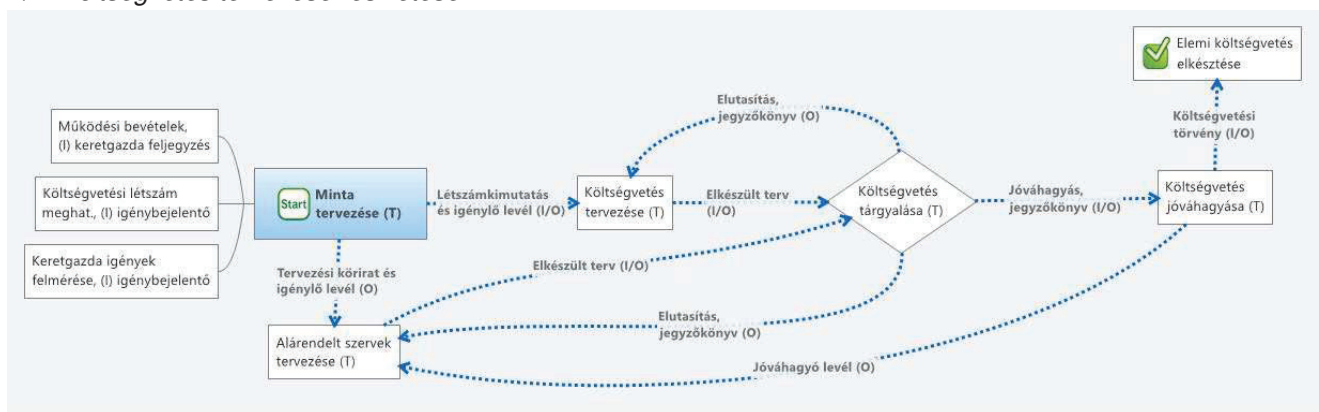 Elemi költségvetés
elkésztése
Elutasítás,
jegyzőkönyv (O)
Költségvetési
törvény (I/O)
Működési bevételek,
(I) keretgazda feljegyzés
Költségvetési létszám
meghat., (I) igénybejelentő
Keretgazda igények
felmérése, (I) igénybejelentő
Start
Minta
tervezése (T)
Létszámkimutatás
és igénylő levél (I/O)
Költségvetés
tervezése (T)
Elkészült terv
(I/O)
Költségvetés
tárgyalása (T)
Jóváhagyás,
jegyzőkönyv (I/O)
Költségvetés
jóváhagyása (T)
Tervezési körirat és
igénylő levél (O)
Elkészült terv (I/O)
Elutasítás,
jegyzőkönyv (O)
Alárendelt szervek
tervezése (T)
Jóváhagyó levél (O)